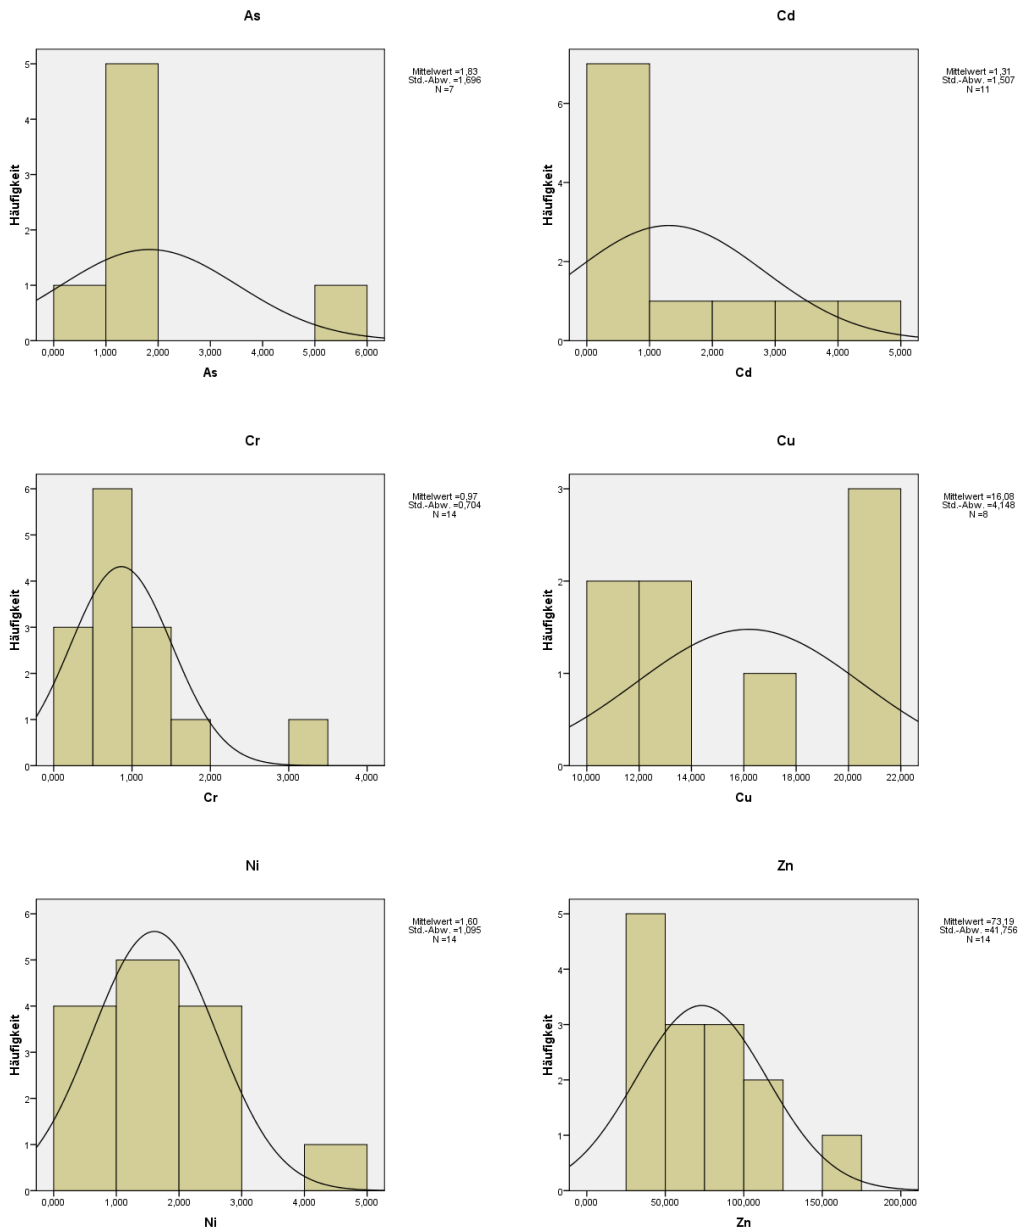 As
Mittelwert =1,83
Std.-Abw. =1,696
N =7
Häufigkeit
5
4
3
2
1
0
0,000 1,000 2,000 3,000 4,000 5,000 6,000
As
Cd
Mittelwert =1,31
Std.-Abw. =1,507
N =11
Häufigkeit
6
4
2
0
0,000 1,000 2,000 3,000 4,000 5,000
Cd
Cr
Mittelwert =0,97
Std.-Abw. =0,704
N =14
Häufigkeit
6
5
4
3
2
1
0
0,000 1,000 2,000 3,000 4,000
Cr
Cu
Mittelwert =16,08
Std.-Abw. =4,148
N =8
Häufigkeit
3
2
1
0
10,000 12,000 14,000 16,000 18,000 20,000 22,000
Cu
Ni
Mittelwert =1,60
Std.-Abw. =1,095
N =14
Häufigkeit
6
5
4
3
2
1
0
0,000 1,000 2,000 3,000 4,000 5,000
Ni
Zn
Mittelwert =73,19
Std.-Abw. =41,756
N =14
Häufigkeit
5
4
3
2
1
0
0,000 50,000 100,000 150,000 200,000
Zn